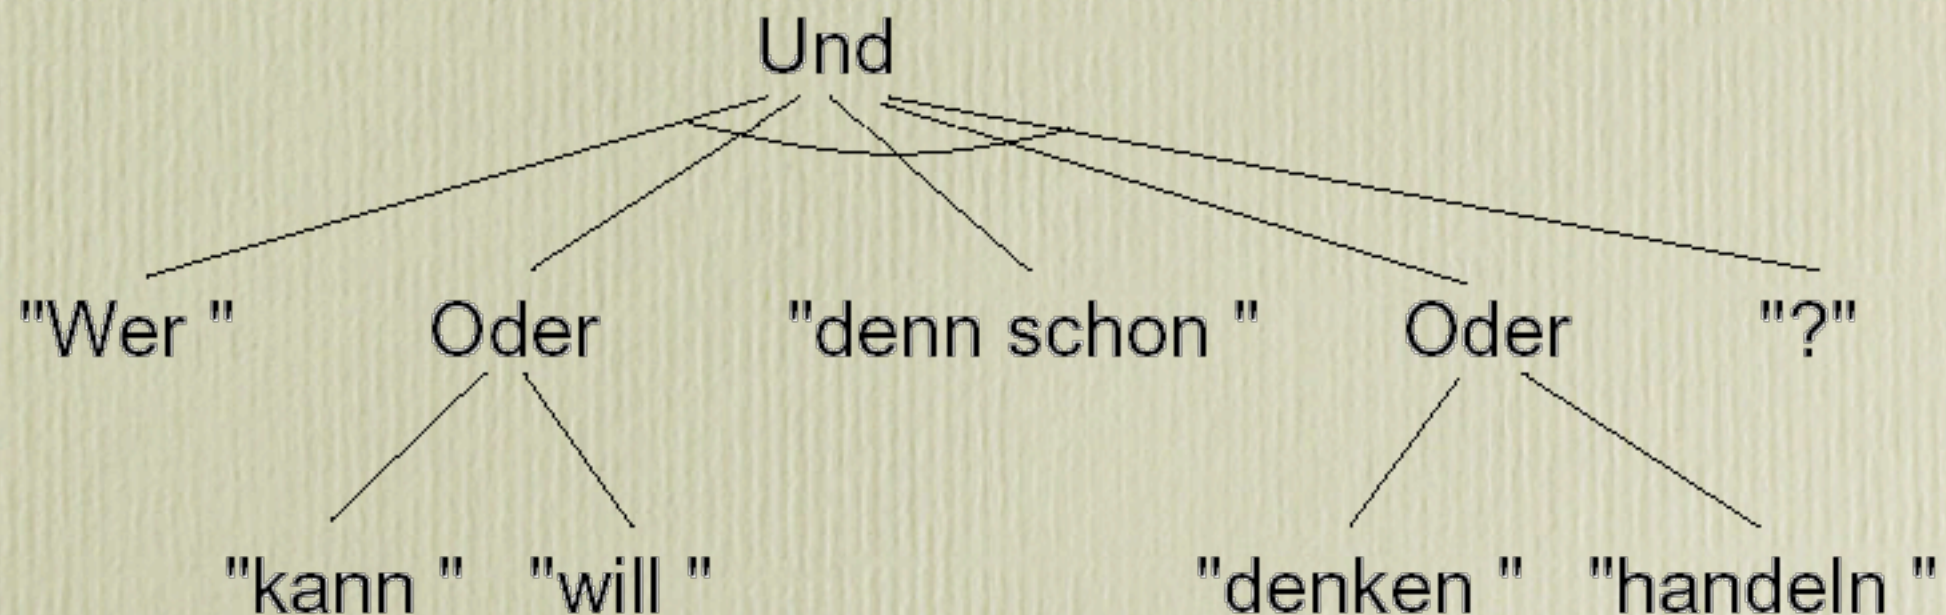 Und
"Wer " Oder "denn schon " Oder "?"
"kann " "will " "denken " "handeln "